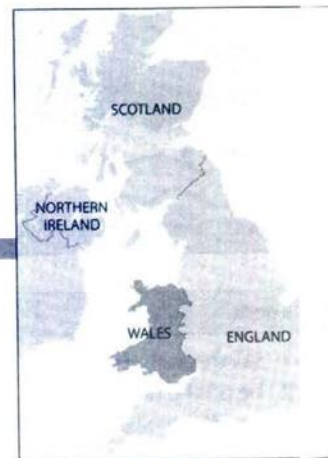 SCOTLAND
NORTHERN
IRELAND
WALES
ENGLAND